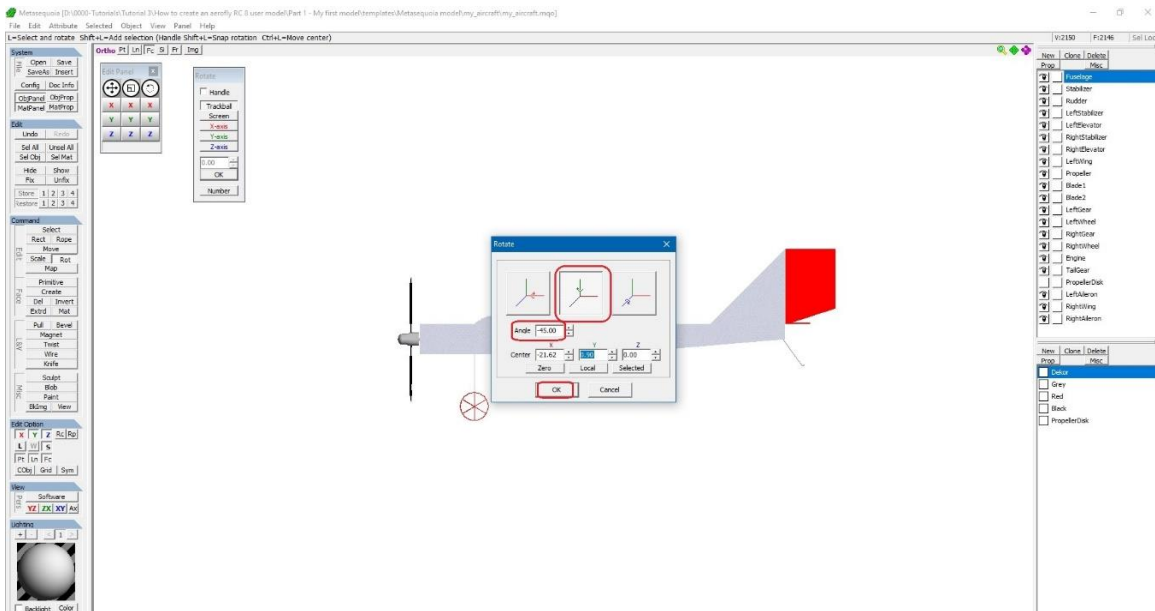 Metasequoia [D:\0000-Tutorials\Tutorial 3\How to create an aerofly RC 8 user model\Part 1 - My first model\templates\Metasequoia model\my_aircraft\my_aircraft.mqo]
File Edit Attribute Selected Object View Panel Help
L=Select and rotate Shift+L=Add selection (Handle Shift+L=Snap rotation Ctrl+L=Move center)
V:2150 F:2146 Sel Loc
System
File
Open Save
SaveAs Insert
Config Doc Info
ObjPanel ObjProp
MatPanel MatProp
Edit
Undo Redo
Sel All Unsel All
Sel Obj Sel Mat
Hide Show
Fix Unfix
Store 1 2 3 4
Restore 1 2 3 4
Command
Edit
Select
Rect Rope
Move
Scale Rot
Map
Face
Primitive
Create
Del Invert
Extrd Mat
Pull Bevel
Magnet
Twist
Wire
Knife
Misc
Sculpt
Blob
Paint
BkImg View
Edit Option
X Y Z Rc Rp
L W S
Pt Ln Fc
CObj Grid Sym
View
Pers
Software
YZ ZX XY Ax
Lighting
+ - < 1 >
Backlight Color
Ortho Pt Ln Fc Sl Fr Img
Edit Panel X
X X X
Y Y Y
Z Z Z
Rotate
Handle
Trackball
Screen
X-axis
Y-axis
Z-axis
0.00
OK
Number
Rotate
Angle -45.00
X Y Z
Center -21.62 0.90 0.00
Zero Local Selected
OK Cancel
New Clone Delete
Prop Misc
Fuselage
Stabilizer
Rudder
LeftStabilizer
LeftElevator
RightStabilizer
RightElevator
LeftWing
Propeller
Blade1
Blade2
LeftGear
LeftWheel
RightGear
RightWheel
Engine
TailGear
PropellerDisk
LeftAileron
RightWing
RightAileron
New Clone Delete
Prop Misc
Dekor
Grey
Red
Black
PropellerDisk